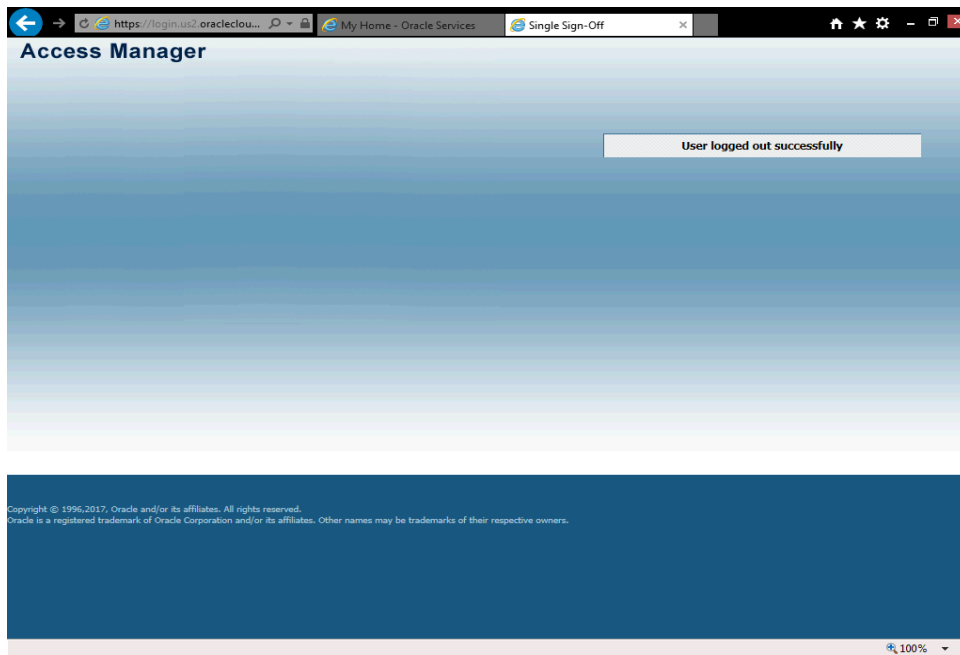 https://login.us2.oracleclou...
My Home - Oracle Services
Single Sign-Off
Access Manager
User logged out successfully
Copyright © 1996,2017, Oracle and/or its affiliates. All rights reserved.
Oracle is a registered trademark of Oracle Corporation and/or its affiliates. Other names may be trademarks of their respective owners.
100%